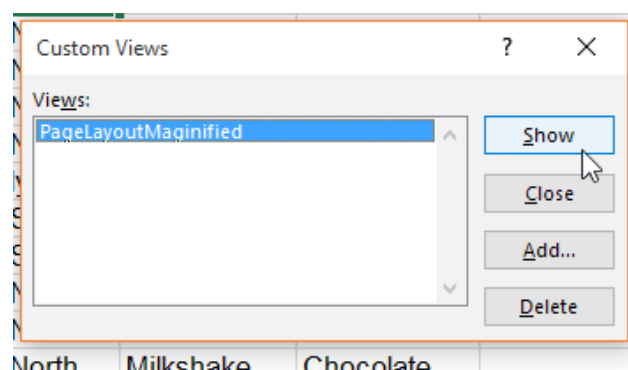 Custom Views
?
Views:
PageLayoutMaginified
Show
Close
Add...
Delete
North Milkshake Chocolate